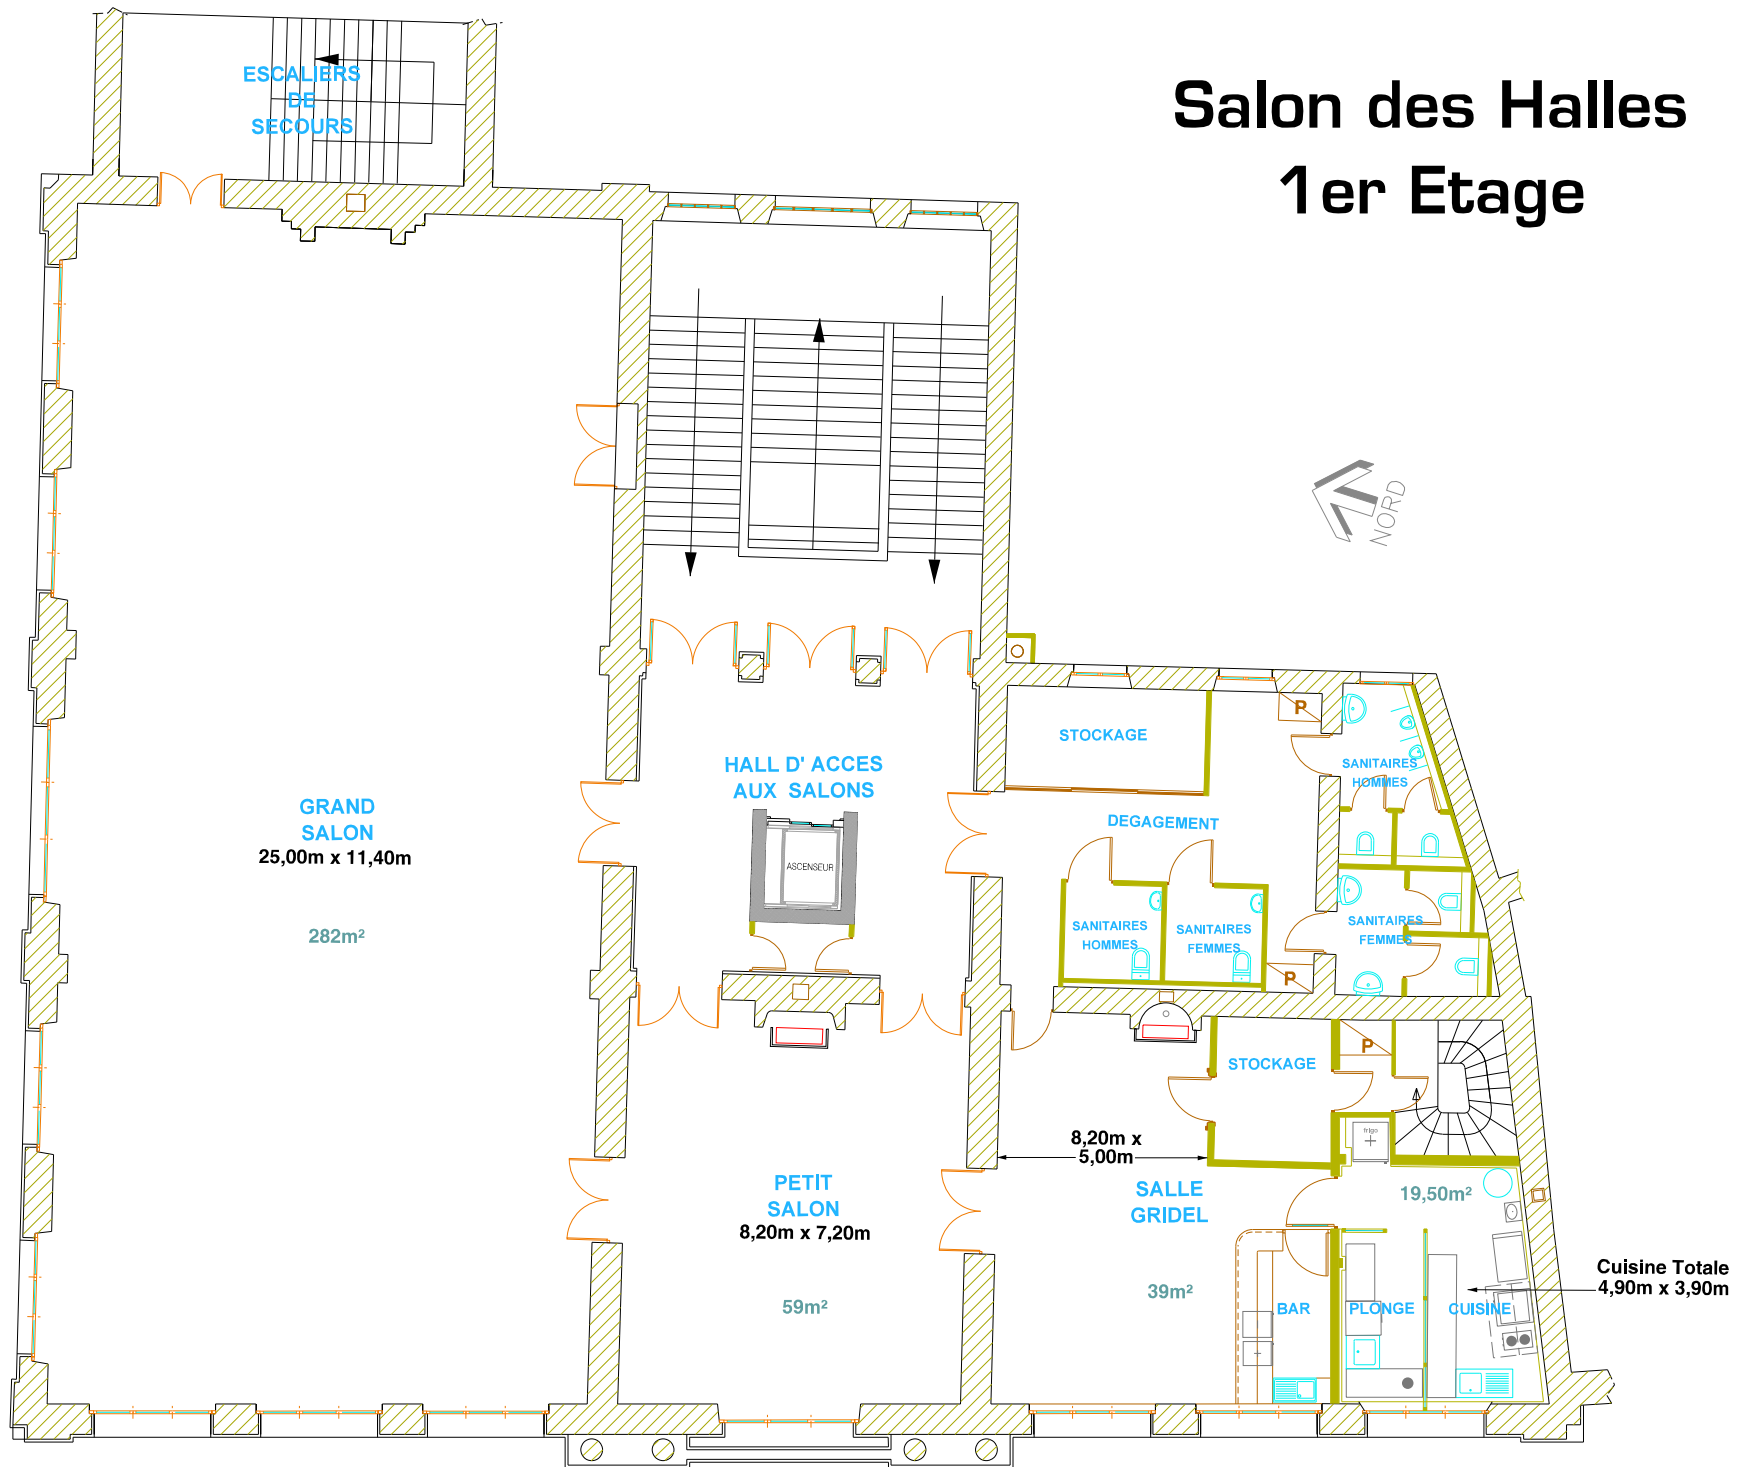 Salon des Halles
1er Etage
ESCALIERS
DE
SECOURS
NORD
STOCKAGE
P
SANITAIRES
HOMMES
HALL D' ACCES
AUX SALONS
GRAND
SALON
25,00m x 11,40m
282m²
DEGAGEMENT
ASCENSEUR
SANITAIRES
HOMMES
SANITAIRES
FEMMES
SANITAIRES
FEMMES
P
STOCKAGE
P
frigo
8,20m x
5,00m
PETIT
SALON
8,20m x 7,20m
59m²
SALLE
GRIDEL
39m²
19,50m²
BAR
PLONGE
CUISINE
Cuisine Totale
4,90m x 3,90m